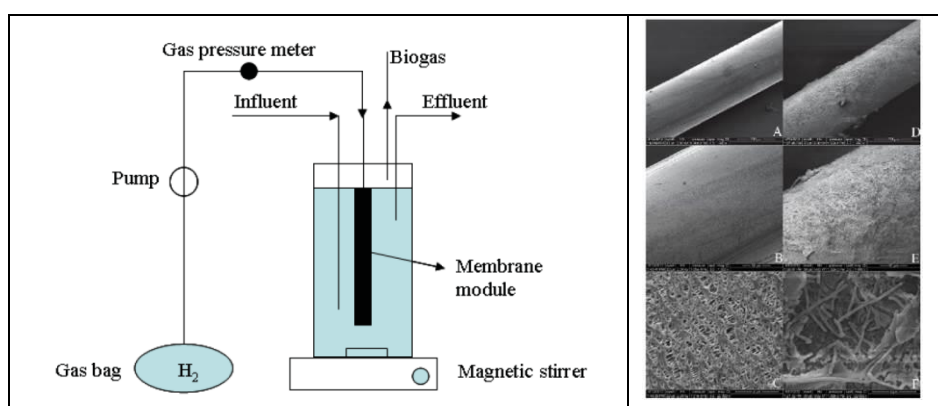 Gas pressure meter
Biogas
Influent
Effluent
Pump
Membrane
module
Gas bag
H₂
Magnetic stirrer
A
D
B
E
C
F